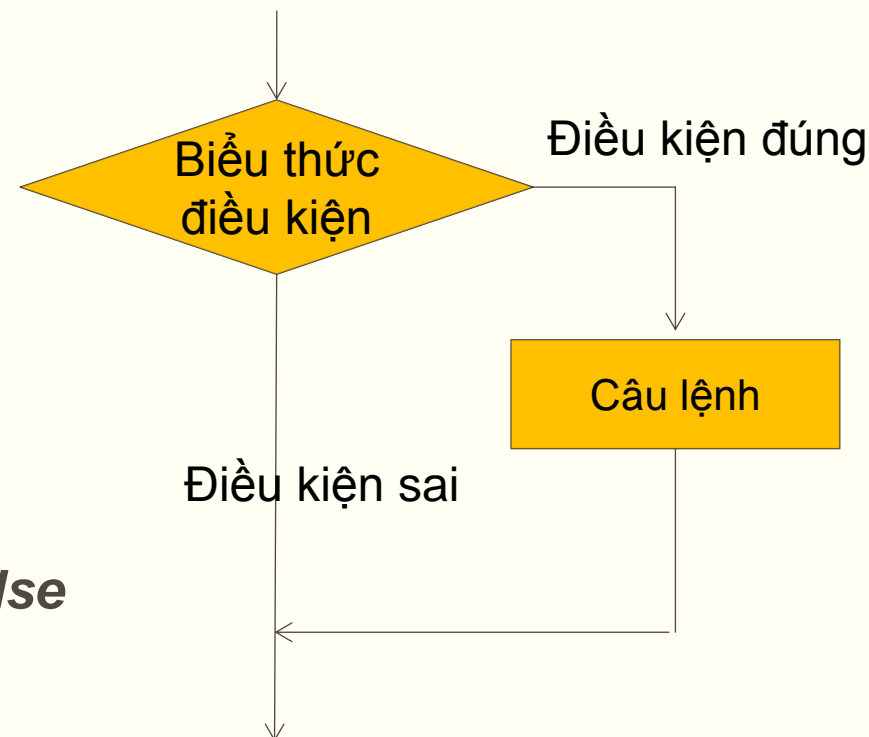 Điều kiện đúng
Biểu thức
điều kiện
Câu lệnh
Điều kiện sai
lse